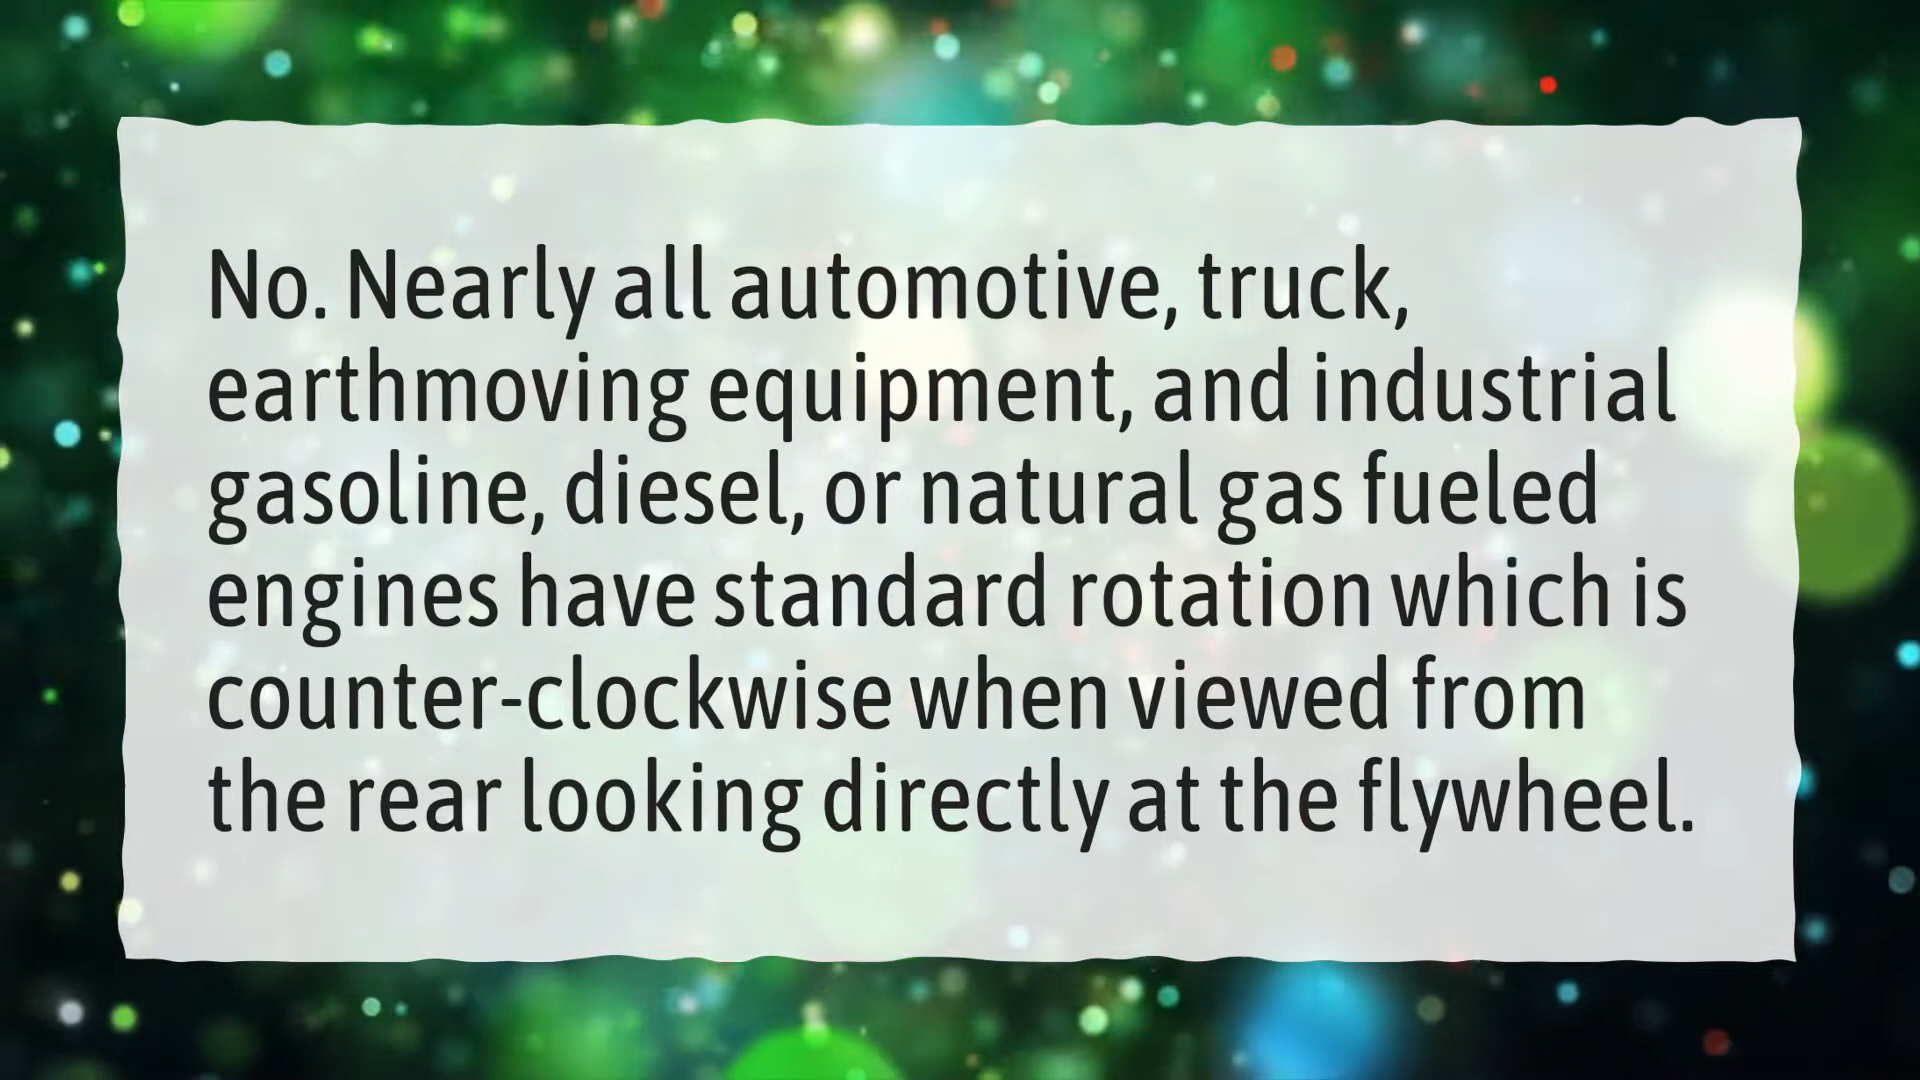 No. Nearly all automotive, truck,
earthmoving equipment, and industrial
gasoline, diesel, or natural gas fueled
engines have standard rotation which is
counter-clockwise when viewed from
the rear looking directly at the flywheel.